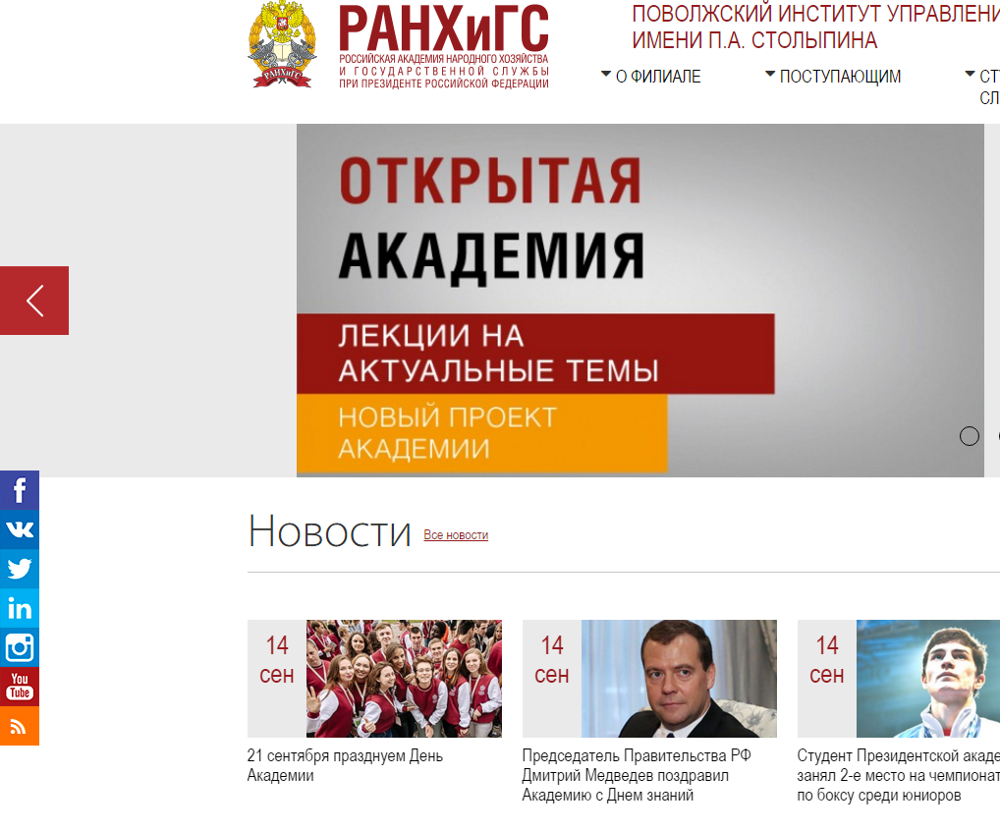 РАНХиГС
РАНХиГС
РОССИЙСКАЯ АКАДЕМИЯ НАРОДНОГО ХОЗЯЙСТВА
И ГОСУДАРСТВЕННОЙ СЛУЖБЫ
ПРИ ПРЕЗИДЕНТЕ РОССИЙСКОЙ ФЕДЕРАЦИИ
ПОВОЛЖСКИЙ ИНСТИТУТ УПРАВЛЕНИ
ИМЕНИ П.А. СТОЛЫПИНА
О ФИЛИАЛЕ
ПОСТУПАЮЩИМ
СТ
СЛ
ОТКРЫТАЯ
АКАДЕМИЯ
ЛЕКЦИИ НА
АКТУАЛЬНЫЕ ТЕМЫ
НОВЫЙ ПРОЕКТ
АКАДЕМИИ
f
in
You
Tube
Новости Все новости
14
сен
21 сентября празднуем День
Академии
14
сен
Председатель Правительства РФ
Дмитрий Медведев поздравил
Академию с Днем знаний
14
сен
Студент Президентской акаде
занял 2-е место на чемпионат
по боксу среди юниоров